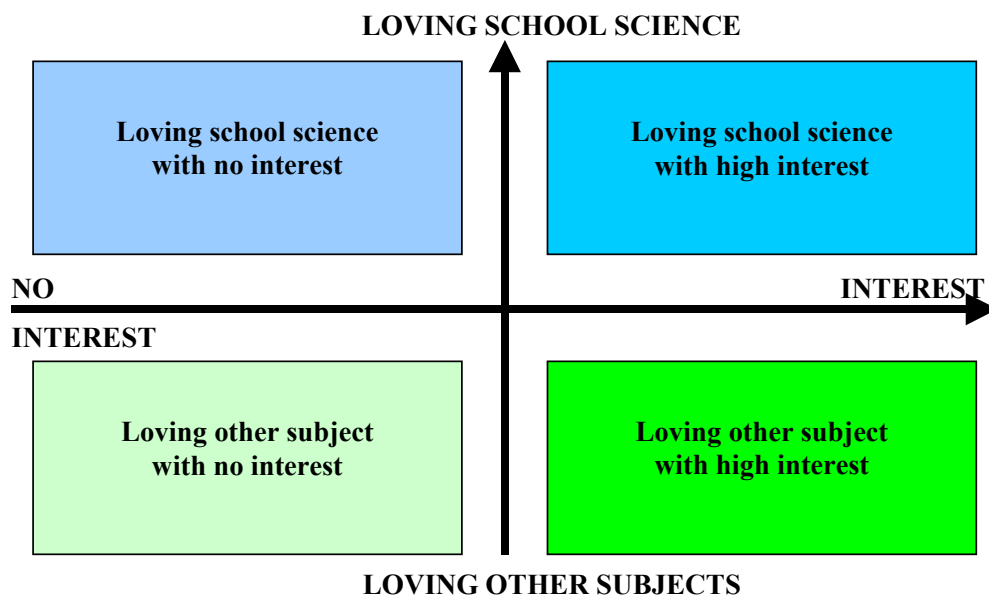 LOVING SCHOOL SCIENCE
Loving school science
with no interest
Loving school science
with high interest
NO
INTEREST
INTEREST
Loving other subject
with no interest
Loving other subject
with high interest
LOVING OTHER SUBJECTS